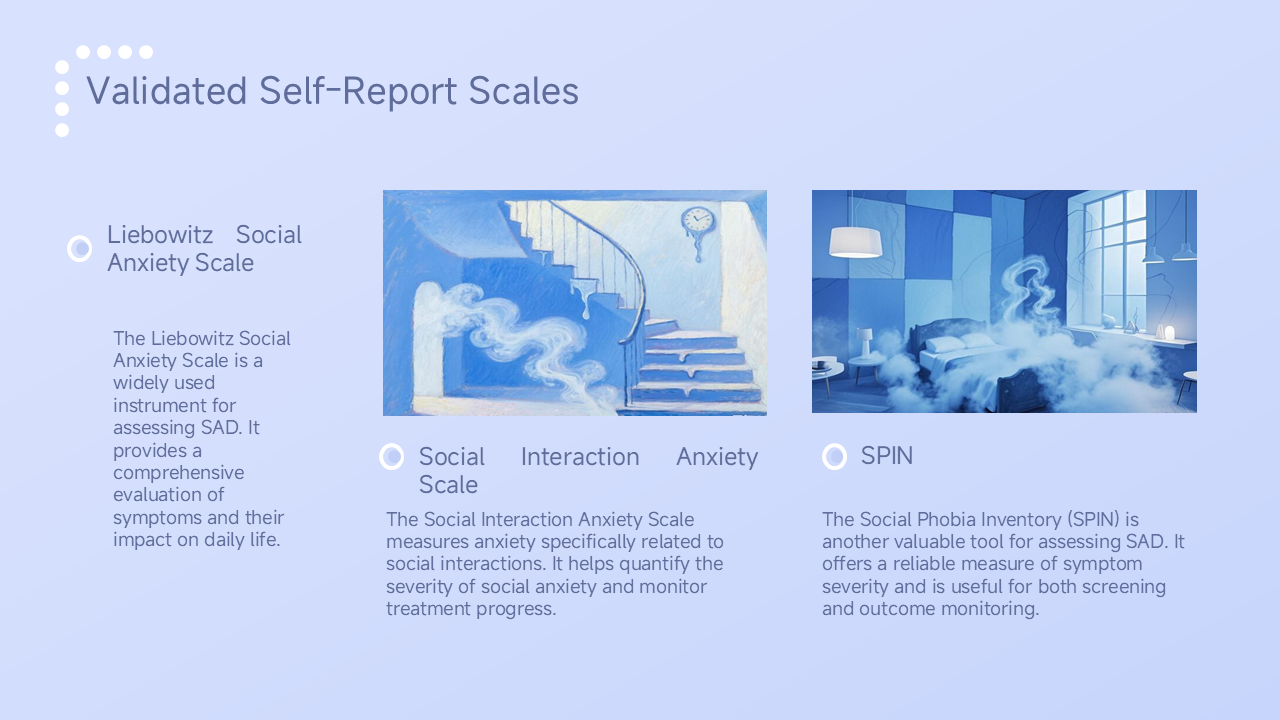 Validated Self-Report Scales
Liebowitz Social
Anxiety Scale
The Liebowitz Social
Anxiety Scale is a
widely used
instrument for
assessing SAD. It
provides a
comprehensive
evaluation of
symptoms and their
impact on daily life.
Social Interaction Anxiety
Scale
The Social Interaction Anxiety Scale
measures anxiety specifically related to
social interactions. It helps quantify the
severity of social anxiety and monitor
treatment progress.
SPIN
The Social Phobia Inventory (SPIN) is
another valuable tool for assessing SAD. It
offers a reliable measure of symptom
severity and is useful for both screening
and outcome monitoring.